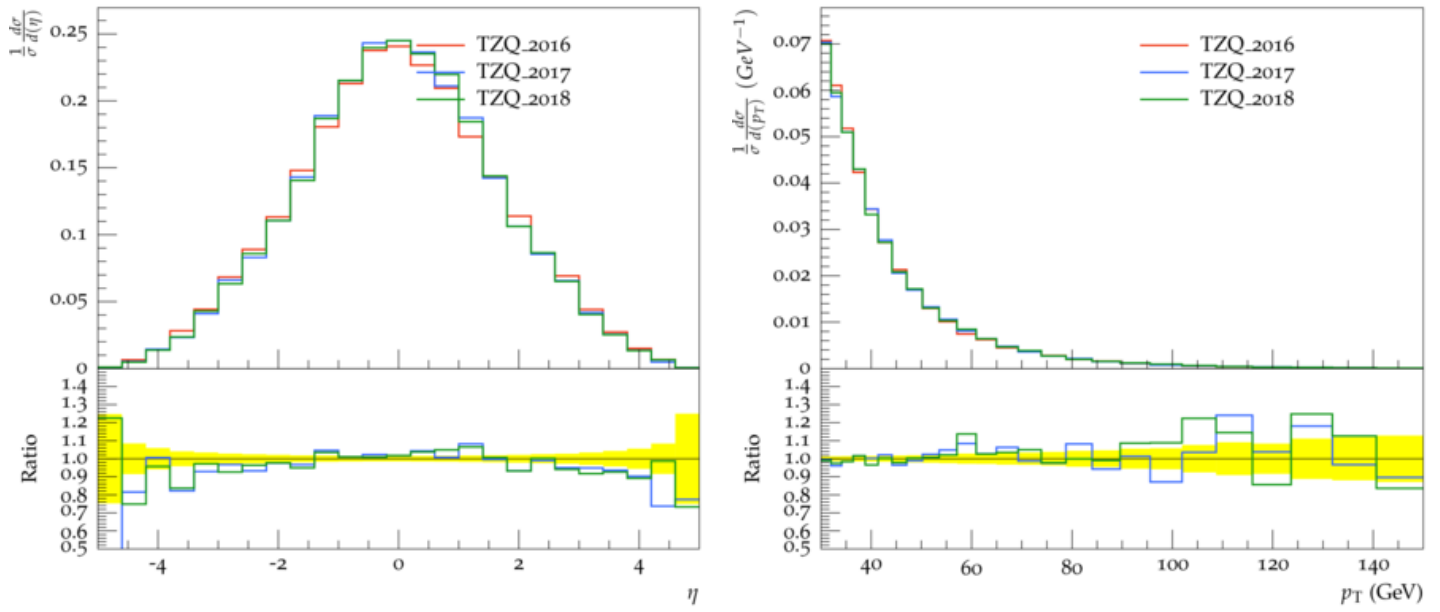 1/σ dσ/d(η)
0.25
0.2
0.15
0.1
0.05
0
TZQ_2016
TZQ_2017
TZQ_2018
Ratio
1.4
1.3
1.2
1.1
1.0
0.9
0.8
0.7
0.6
0.5
-4 -2 0 2 4
η
1/σ dσ/d(pT) (GeV−1)
0.07
0.06
0.05
0.04
0.03
0.02
0.01
0
TZQ_2016
TZQ_2017
TZQ_2018
Ratio
1.4
1.3
1.2
1.1
1.0
0.9
0.8
0.7
0.6
0.5
40 60 80 100 120 140
pT (GeV)